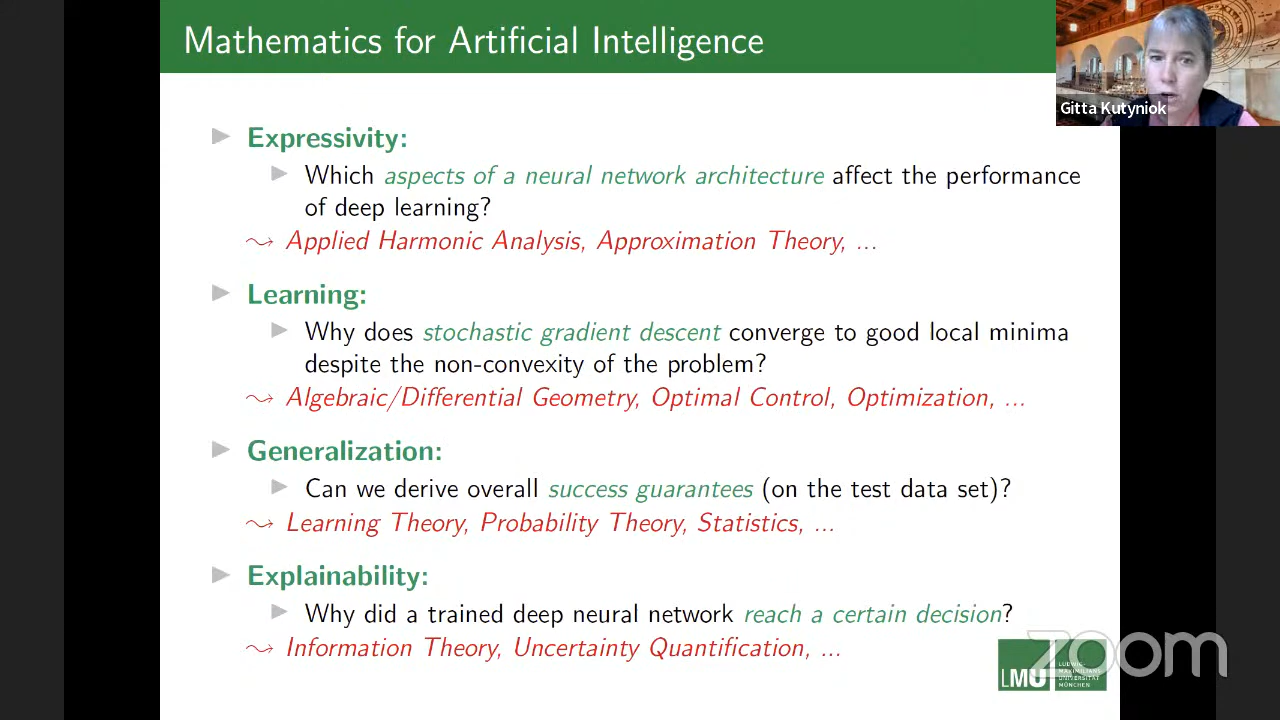 Mathematics for Artificial Intelligence
Gitta Kutyniok
Expressivity:
Which aspects of a neural network architecture affect the performance
of deep learning?
⤳ Applied Harmonic Analysis, Approximation Theory, ...
Learning:
Why does stochastic gradient descent converge to good local minima
despite the non-convexity of the problem?
⤳ Algebraic/Differential Geometry, Optimal Control, Optimization, ...
Generalization:
Can we derive overall success guarantees (on the test data set)?
⤳ Learning Theory, Probability Theory, Statistics, ...
Explainability:
Why did a trained deep neural network reach a certain decision?
⤳ Information Theory, Uncertainty Quantification, ...
LMU
LUDWIG-
MAXIMILIANS
UNIVERSITÄT
MÜNCHEN
zoom